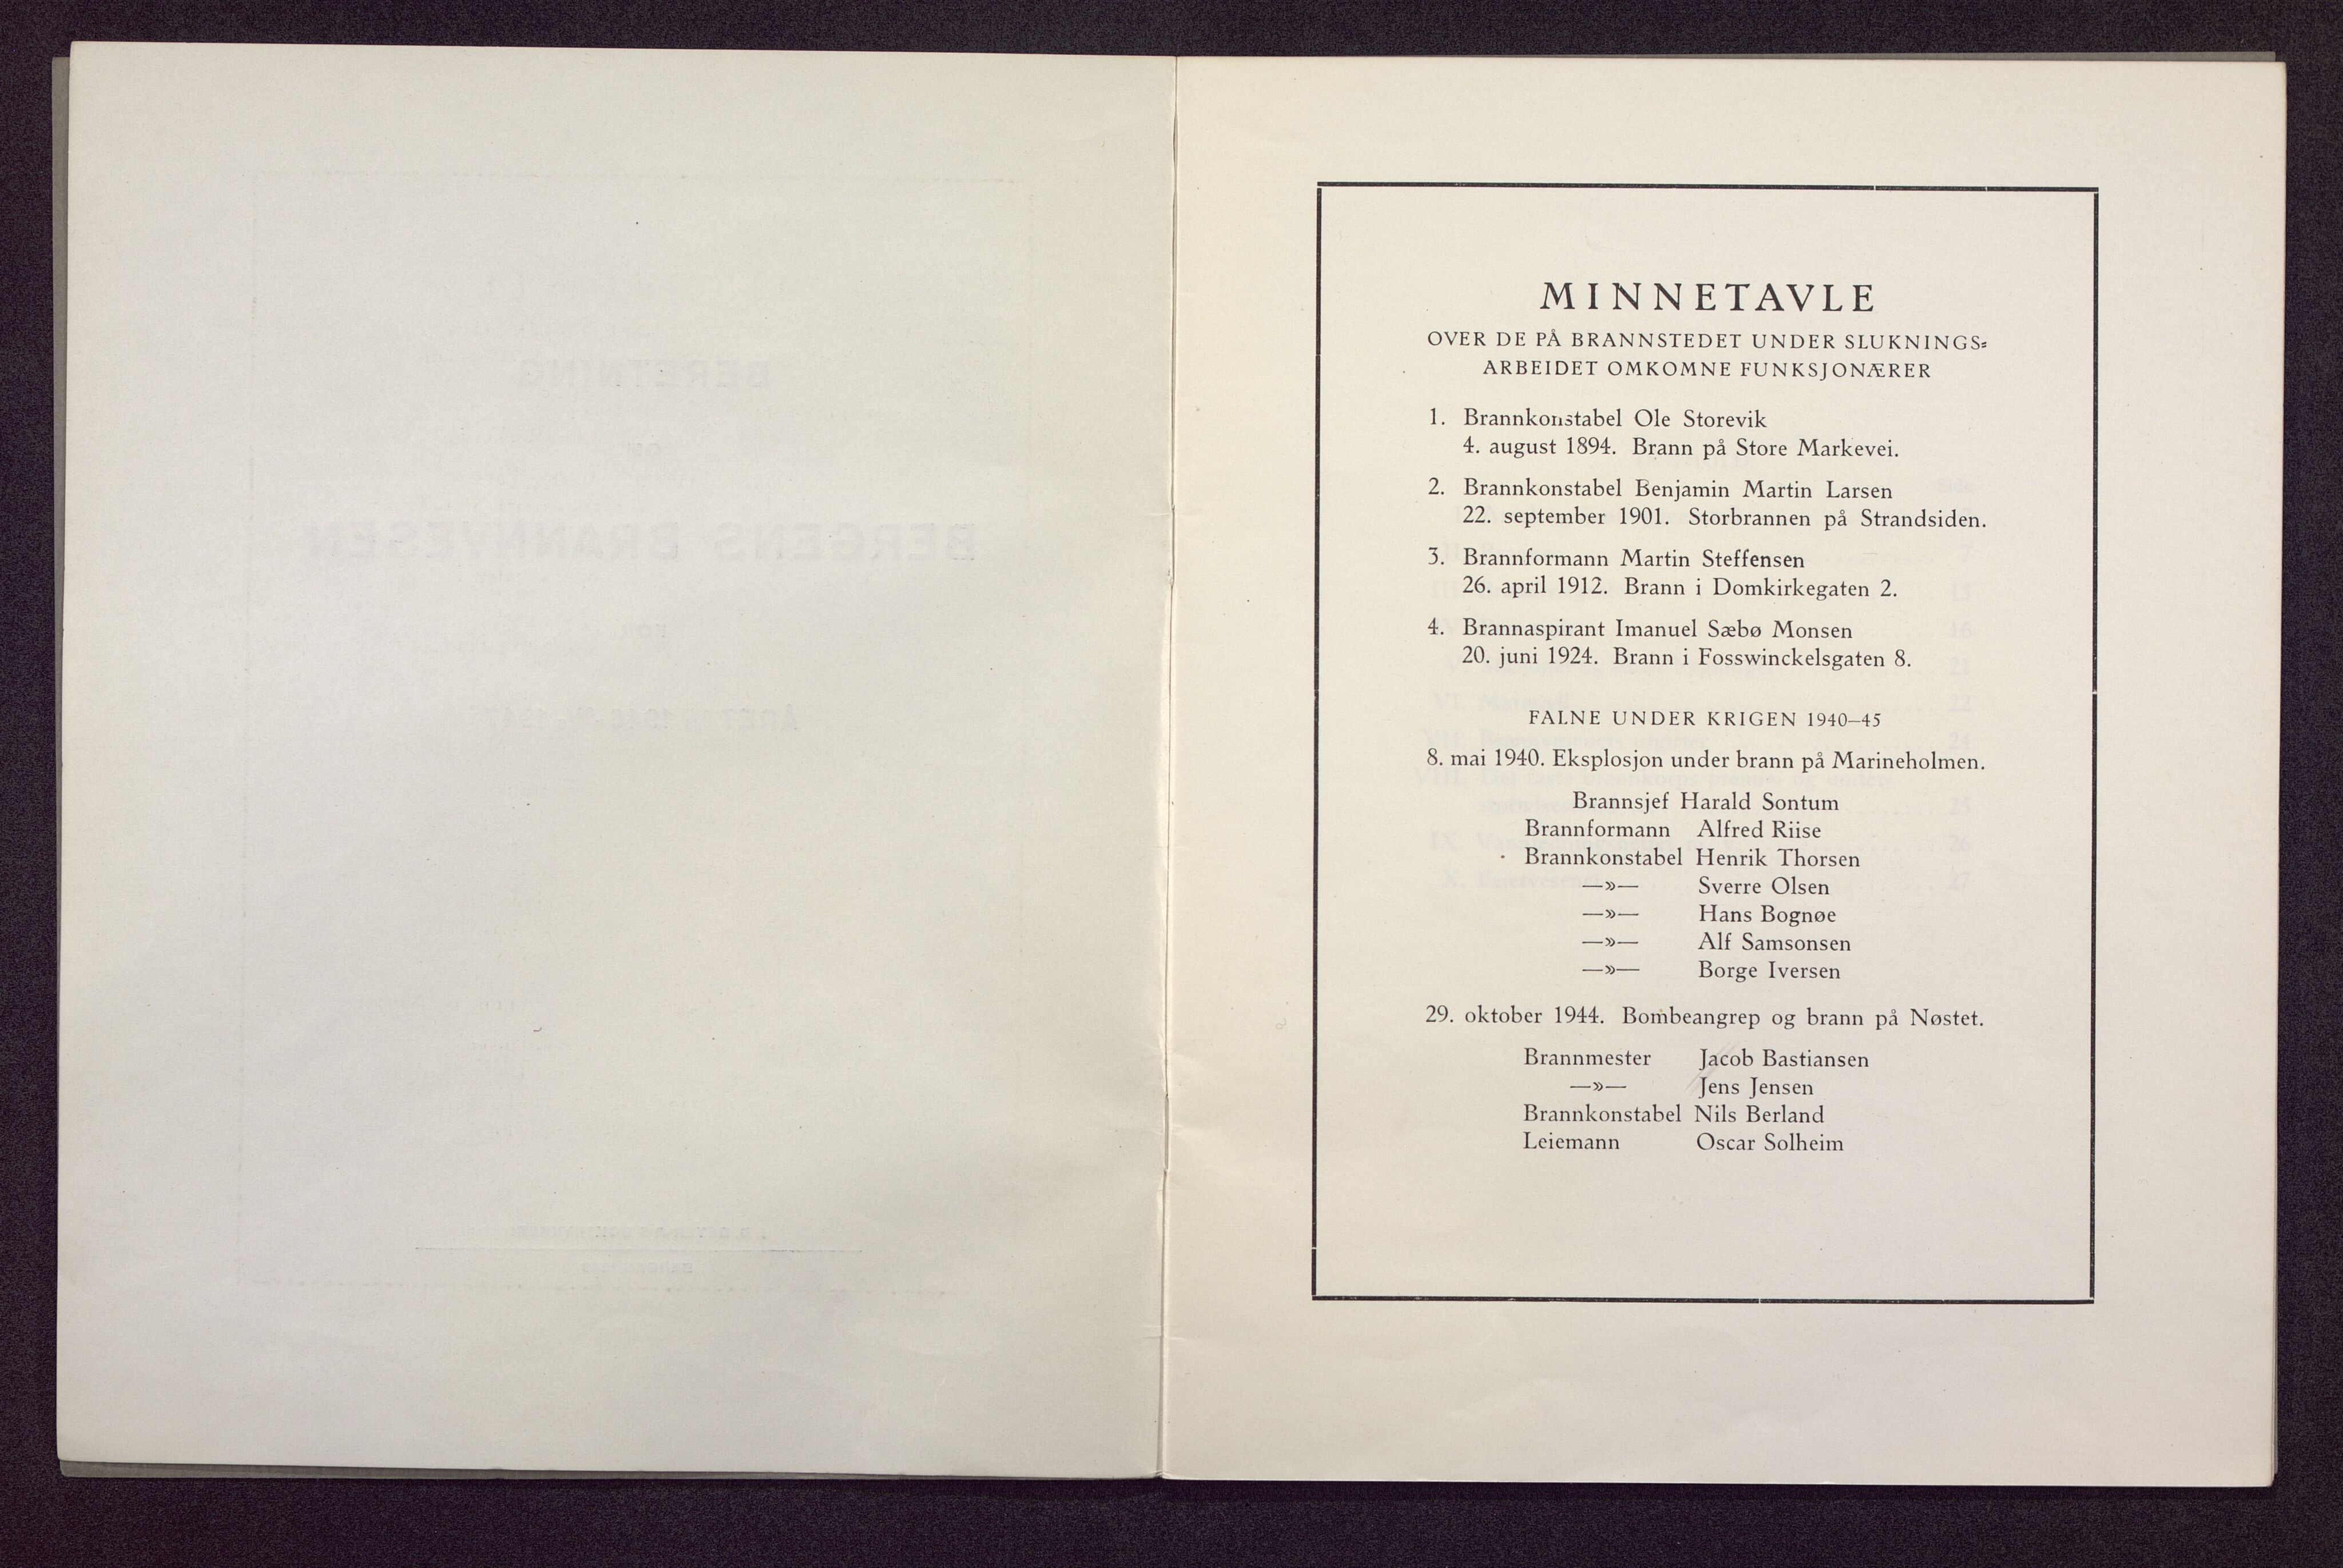 MINNETAVLE
OVER DE PÅ BRANNSTEDET UNDER SLUKNINGS-
ARBEIDET OMKOMNE FUNKSJONÆRER
1. Brannkonstabel Ole Storevik
4. august 1894. Brann på Store Markevei.
2. Brannkonstabel Benjamin Martin Larsen
22. september 1901. Storbrannen på Strandsiden.
3. Brannformann Martin Steffensen
26. april 1912. Brann i Domkirkegaten 2.
4. Brannaspirant Imanuel Sæbø Monsen
20. juni 1924. Brann i Fosswinckelsgaten 8.
FALNE UNDER KRIGEN 1940–45
8. mai 1940. Eksplosjon under brann på Marineholmen.
Brannsjef Harald Sontum
Brannformann Alfred Riise
Brannkonstabel Henrik Thorsen
—»— Sverre Olsen
—»— Hans Bognøe
—»— Alf Samsonsen
—»— Borge Iversen
29. oktober 1944. Bombeangrep og brann på Nøstet.
Brannmester Jacob Bastiansen
—»— Jens Jensen
Brannkonstabel Nils Berland
Leiemann Oscar Solheim